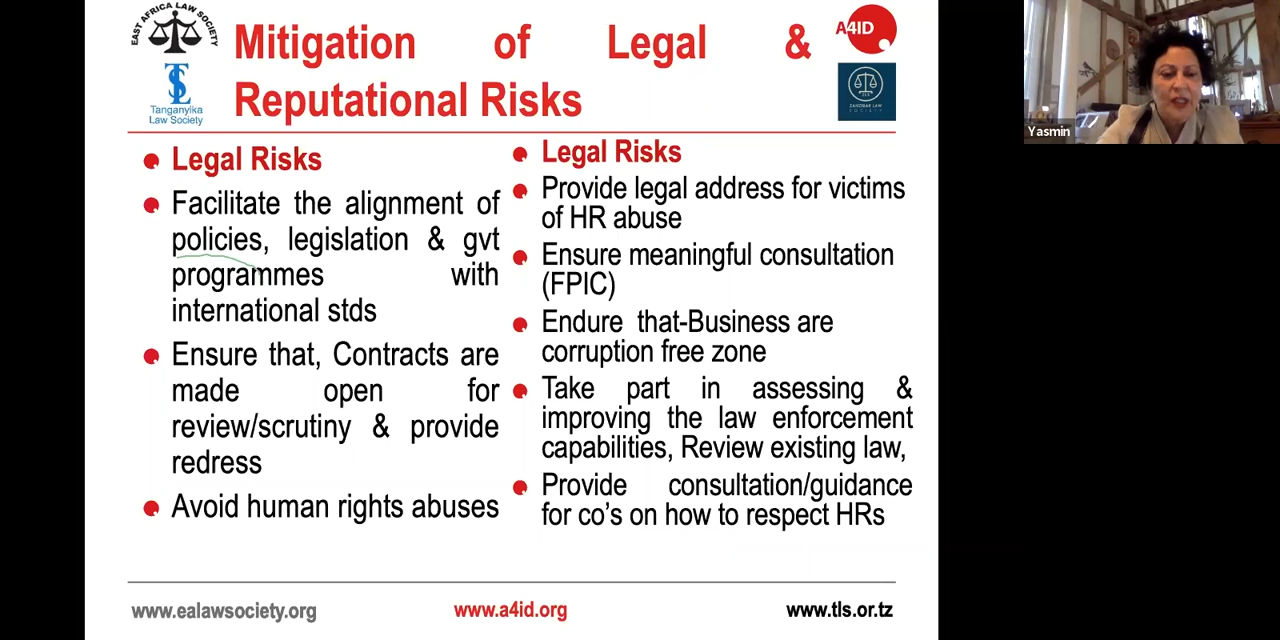 EAST AFRICA LAW SOCIETY
Tanganyika
Law Society
Mitigation of Legal &
Reputational Risks
A4ID
ZANZIBAR LAW
SOCIETY
Yasmin
Legal Risks
Facilitate the alignment of
policies, legislation & gvt
programmes with
international stds
Ensure that, Contracts are
made open for
review/scrutiny & provide
redress
Avoid human rights abuses
Legal Risks
Provide legal address for victims
of HR abuse
Ensure meaningful consultation
(FPIC)
Endure that-Business are
corruption free zone
Take part in assessing &
improving the law enforcement
capabilities, Review existing law,
Provide consultation/guidance
for co's on how to respect HRs
www.ealawsociety.org
www.a4id.org
www.tls.or.tz